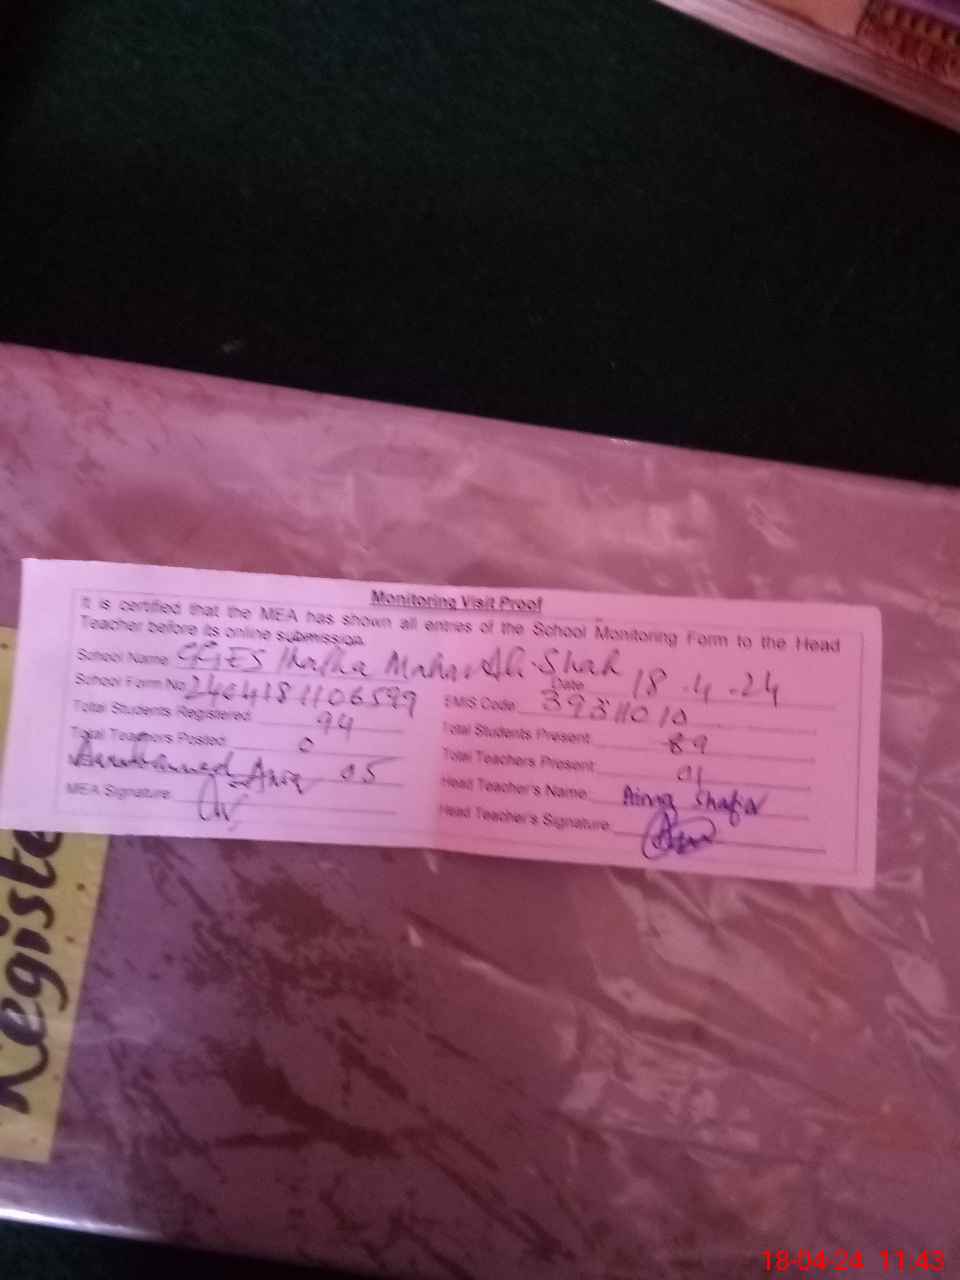 Monitoring Visit Proof
It is certified that the MEA has shown all entries of the School Monitoring Form to the Head
Teacher before its online submission.
School Name GGES Mahar Ali Shah
Date 18-4-24
School Form No. 2404181106599
EMIS Code 39311010
Total Students Registered 94
Total Students Present 89
Total Teachers Posted 0
Total Teachers Present 01
Muhammad 05
Head Teacher's Name Aima
MEA Signature
Head Teacher's Signature
Registe
18-04-24 11:43